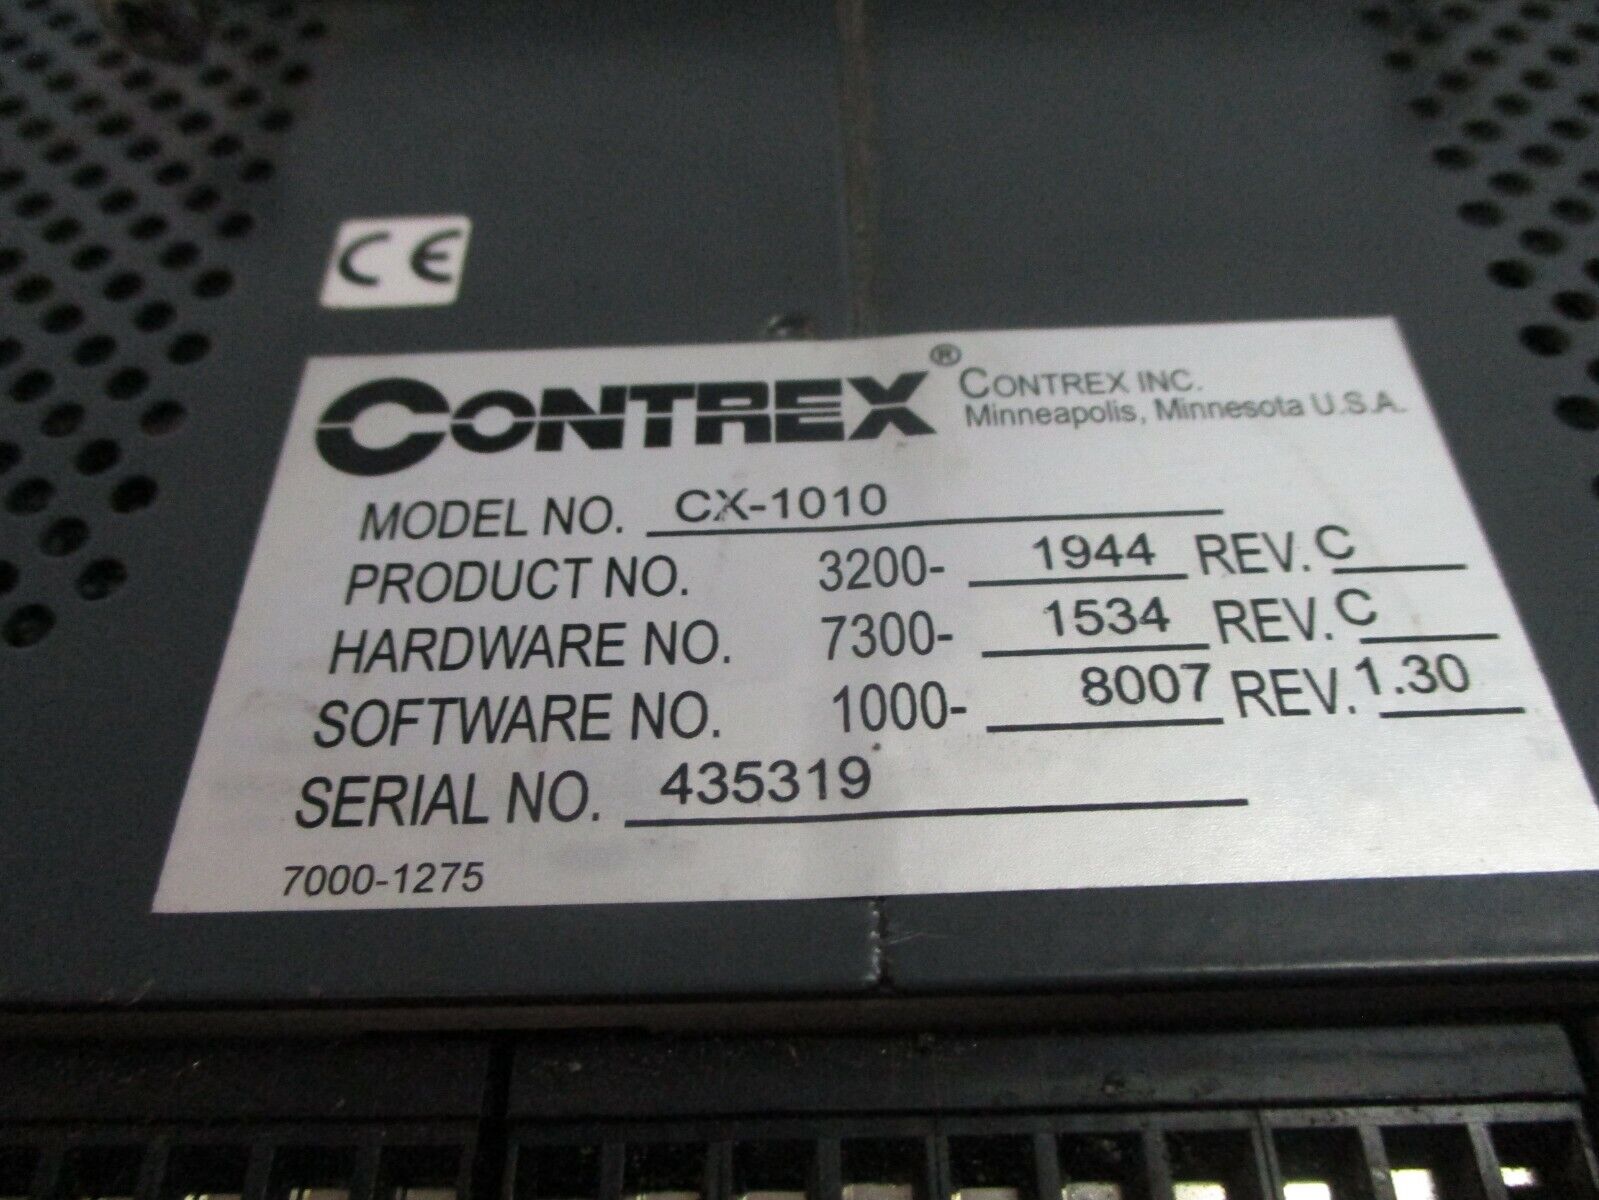 CE
CONTREX® CONTREX INC.
Minneapolis, Minnesota U.S.A.
MODEL NO. CX-1010
PRODUCT NO. 3200- 1944 REV. C
HARDWARE NO. 7300- 1534 REV. C
SOFTWARE NO. 1000- 8007 REV. 1.30
SERIAL NO. 435319
7000-1275